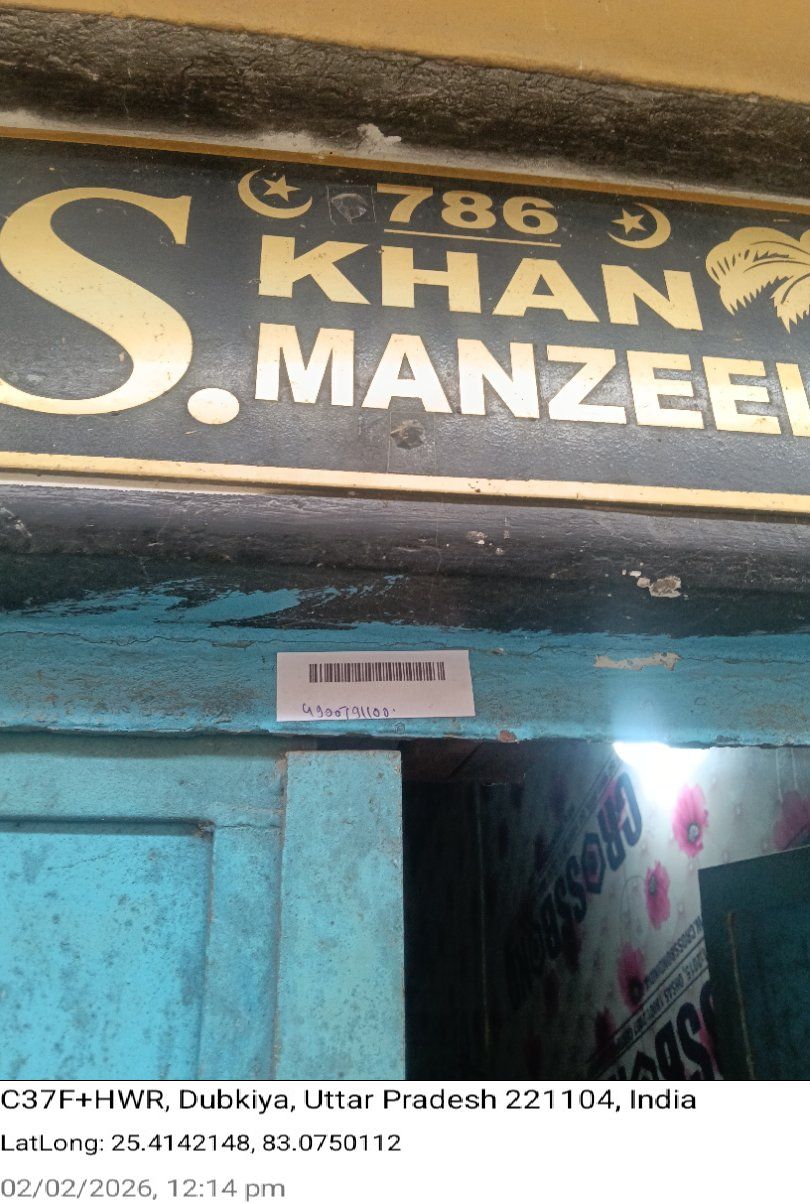 S.
786
KHAN
MANZEEL
CROSSBOND
C37F+HWR, Dubkiya, Uttar Pradesh 221104, India
LatLong: 25.4142148, 83.0750112
02/02/2026, 12:14 pm